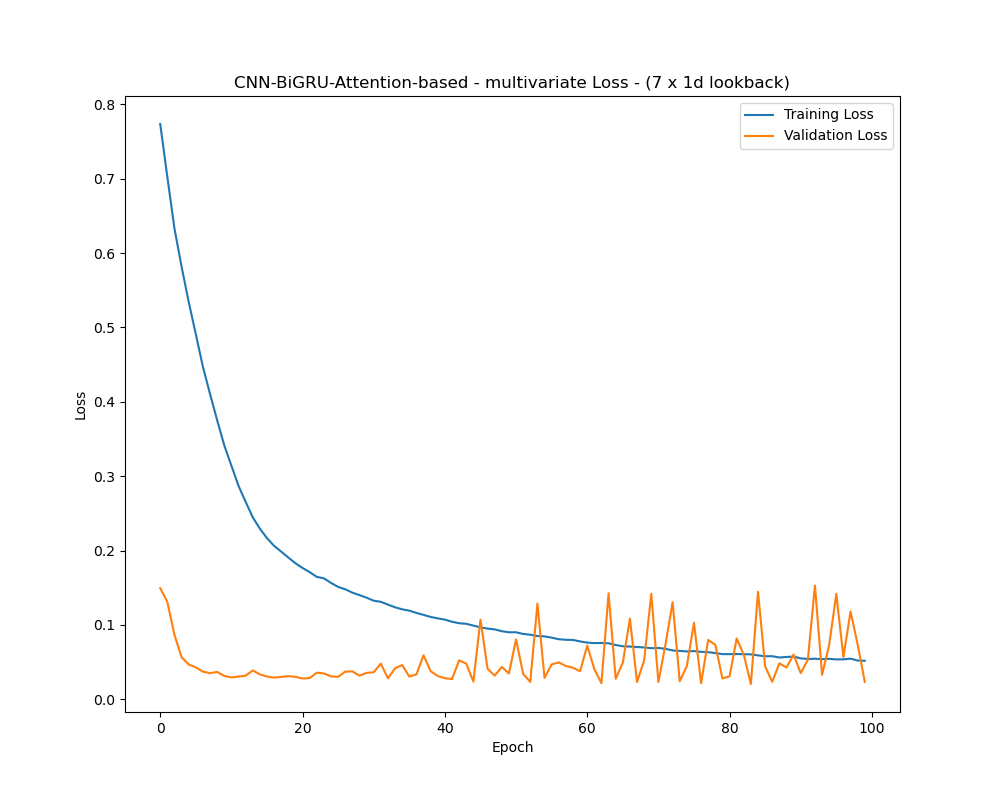 CNN-BiGRU-Attention-based - multivariate Loss - (7 x 1d lookback)
Training Loss
Validation Loss
0.8
0.7
0.6
0.5
0.4
0.3
0.2
0.1
0.0
Loss
0 20 40 60 80 100
Epoch